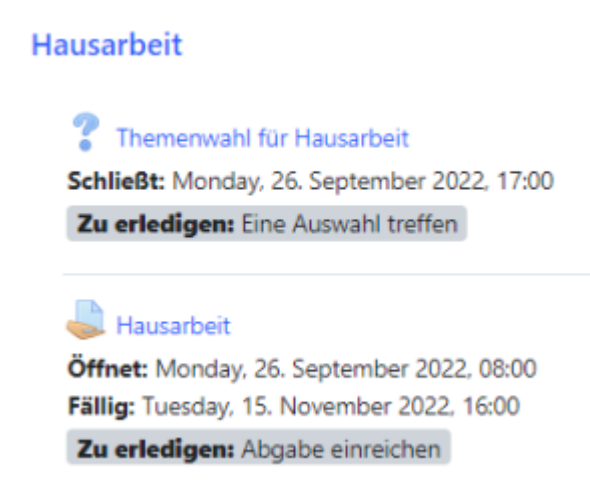 Hausarbeit
Themenwahl für Hausarbeit
Schließt: Monday, 26. September 2022, 17:00
Zu erledigen: Eine Auswahl treffen
Hausarbeit
Öffnet: Monday, 26. September 2022, 08:00
Fällig: Tuesday, 15. November 2022, 16:00
Zu erledigen: Abgabe einreichen